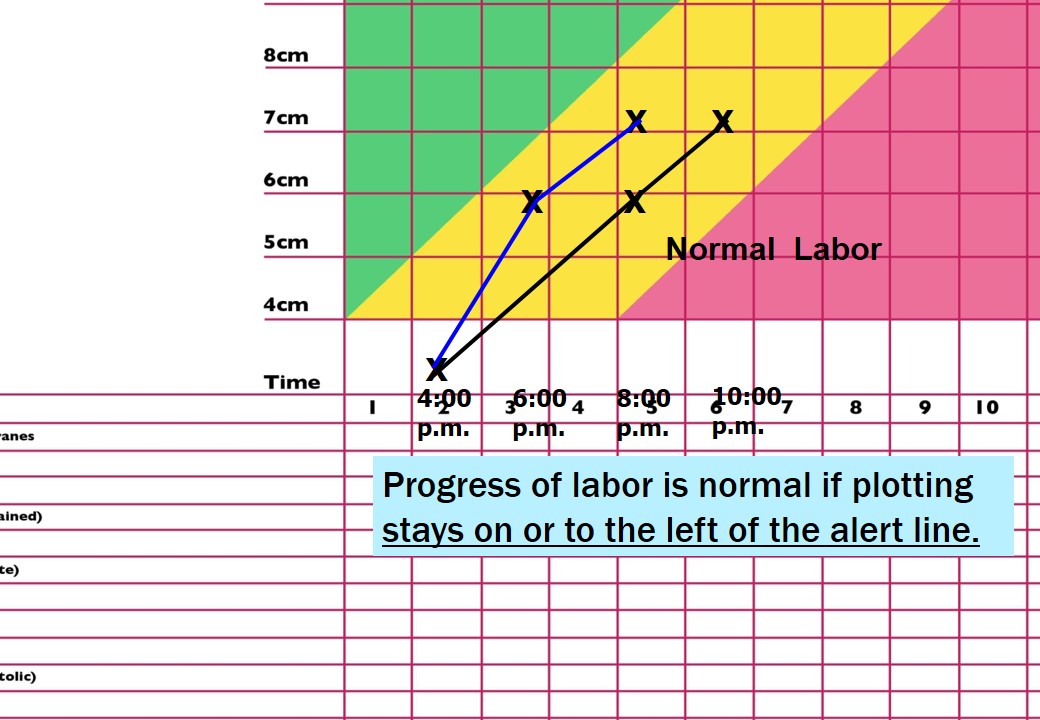 8cm
7cm
X X
6cm
X X
5cm
Normal Labor
4cm
X
Time
1 2 3 4 5 6 7 8 9 10
4:00 6:00 8:00 10:00
p.m. p.m. p.m. p.m.
ranes
Progress of labor is normal if plotting
ained)
stays on or to the left of the alert line.
te)
tolic)